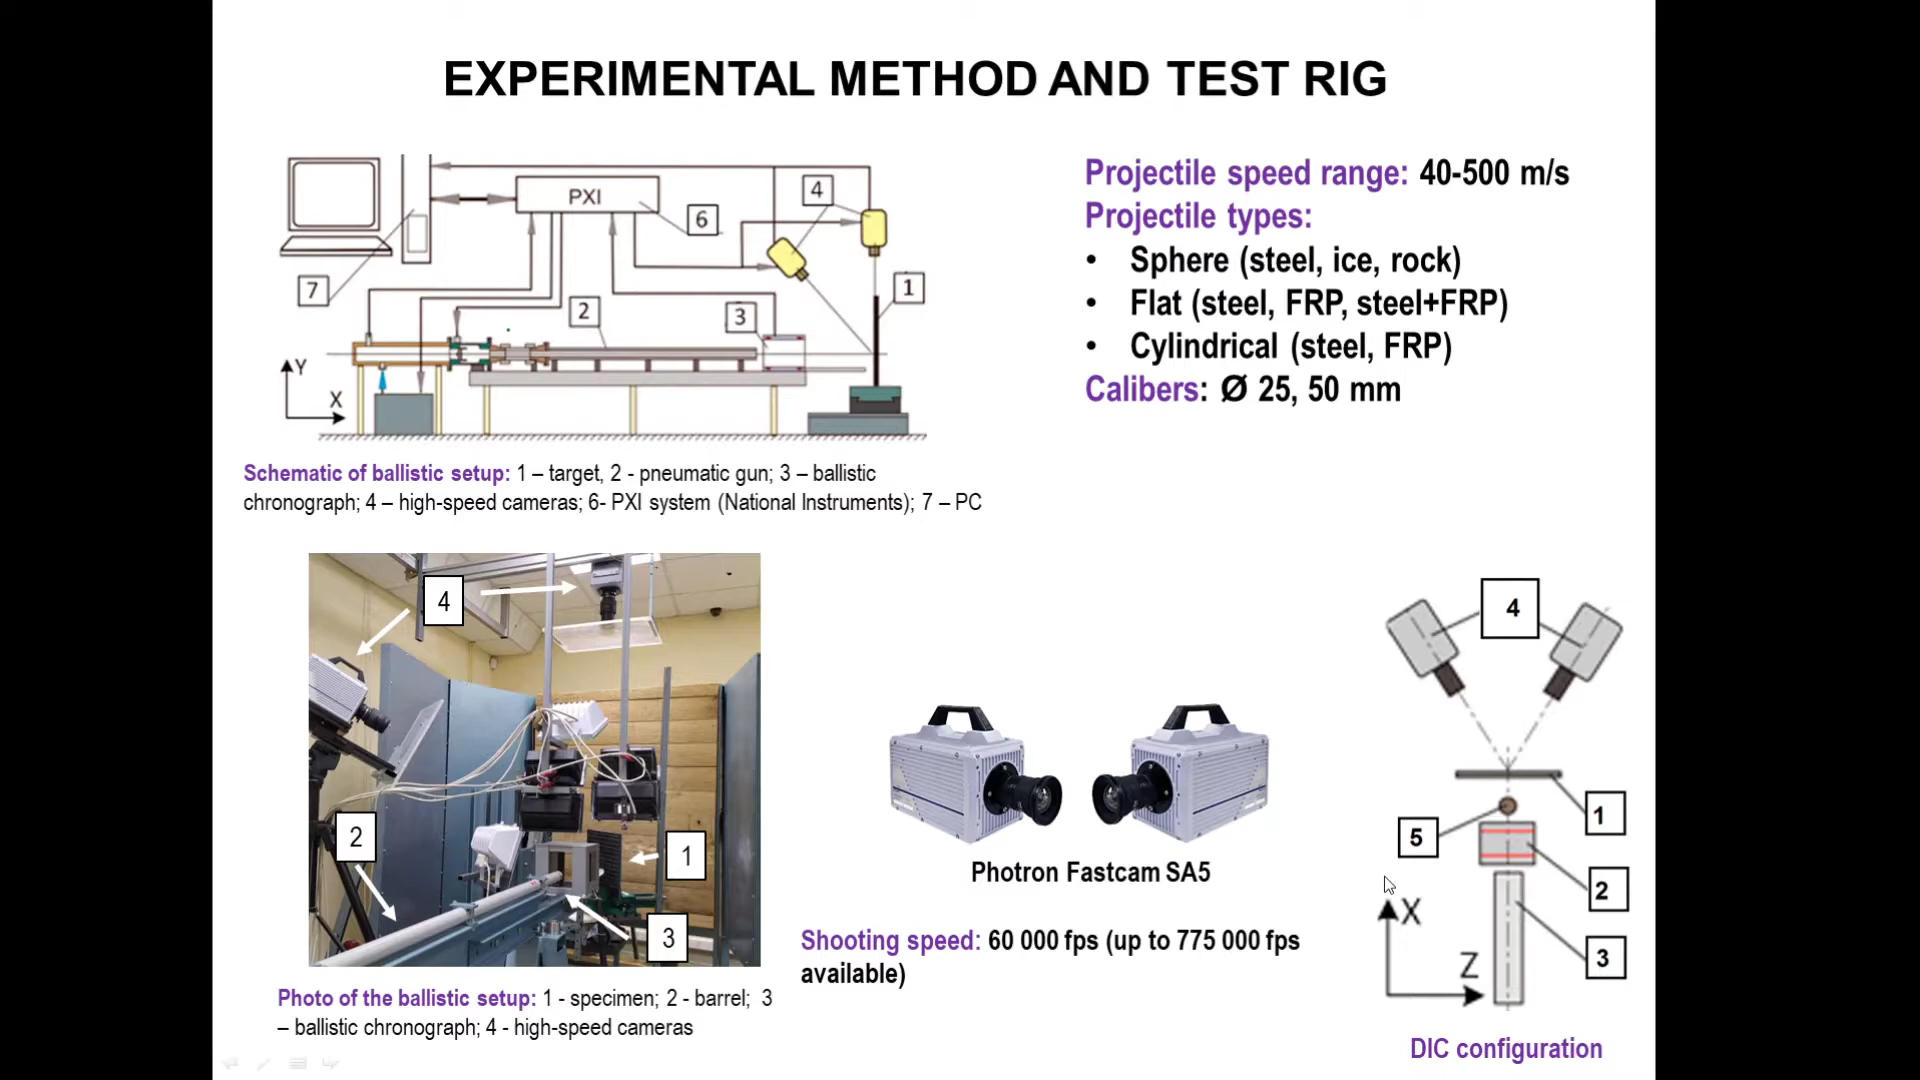 EXPERIMENTAL METHOD AND TEST RIG
PXI
4
6
7
2
3
1
Y
X
Schematic of ballistic setup: 1 – target, 2 - pneumatic gun; 3 – ballistic
chronograph; 4 – high-speed cameras; 6- PXI system (National Instruments); 7 – PC
Projectile speed range: 40-500 m/s
Projectile types:
• Sphere (steel, ice, rock)
• Flat (steel, FRP, steel+FRP)
• Cylindrical (steel, FRP)
Calibers: Ø 25, 50 mm
4
2
1
3
Photo of the ballistic setup: 1 - specimen; 2 - barrel; 3
– ballistic chronograph; 4 - high-speed cameras
Photron Fastcam SA5
Shooting speed: 60 000 fps (up to 775 000 fps
available)
4
1
5
2
3
X
Z
DIC configuration